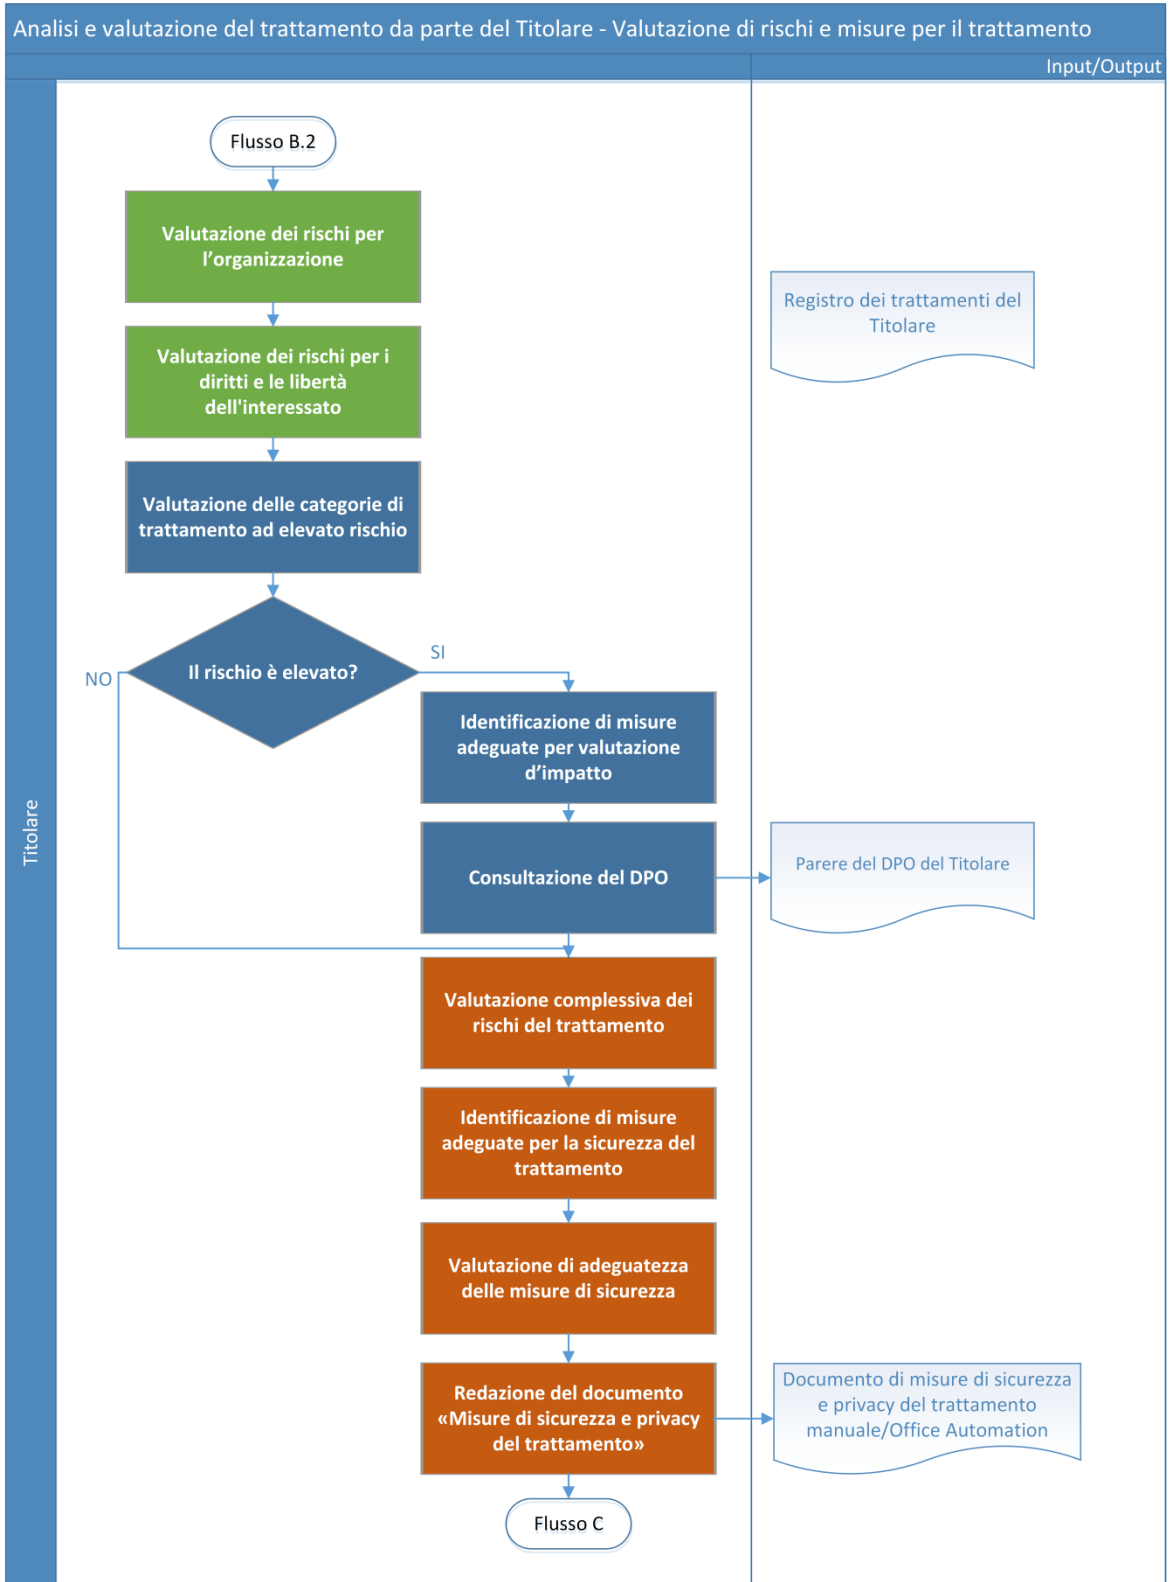 Analisi e valutazione del trattamento da parte del Titolare - Valutazione di rischi e misure per il trattamento
Input/Output
Titolare
Flusso B.2
Valutazione dei rischi per
l’organizzazione
Registro dei trattamenti del
Titolare
Valutazione dei rischi per i
diritti e le libertà
dell'interessato
Valutazione delle categorie di
trattamento ad elevato rischio
Il rischio è elevato?
SI
NO
Identificazione di misure
adeguate per valutazione
d’impatto
Consultazione del DPO
Parere del DPO del Titolare
Valutazione complessiva dei
rischi del trattamento
Identificazione di misure
adeguate per la sicurezza del
trattamento
Valutazione di adeguatezza
delle misure di sicurezza
Redazione del documento
«Misure di sicurezza e privacy
del trattamento»
Documento di misure di sicurezza
e privacy del trattamento
manuale/Office Automation
Flusso C